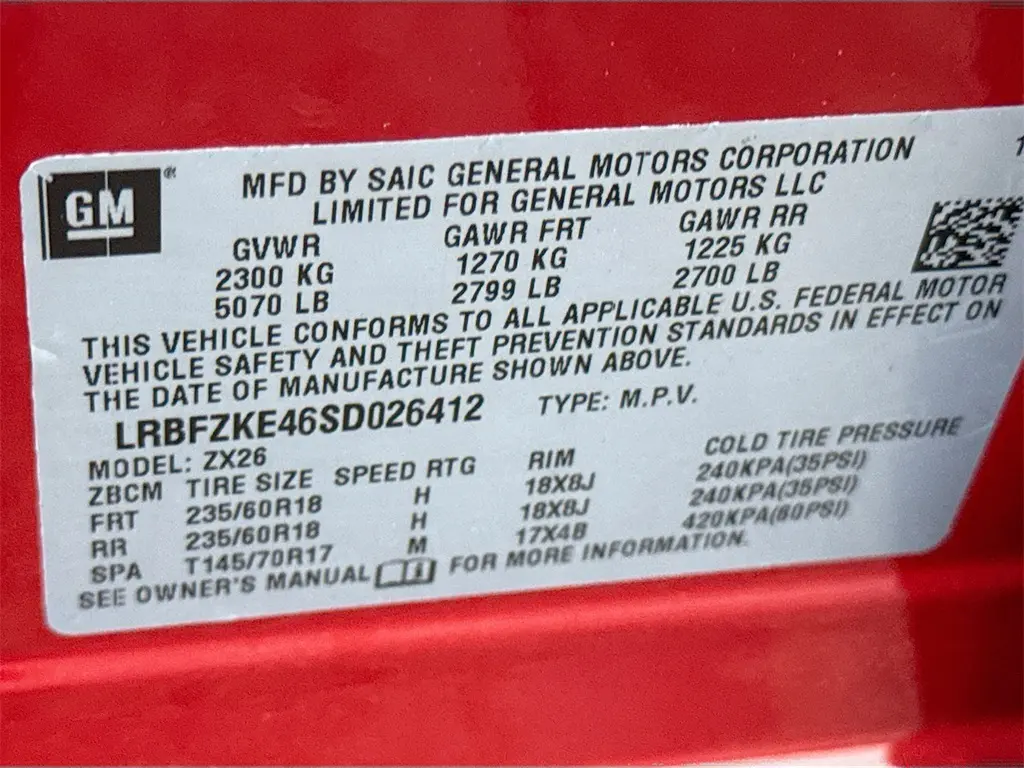 GM®
MFD BY SAIC GENERAL MOTORS CORPORATION
LIMITED FOR GENERAL MOTORS LLC
GVWR GAWR FRT GAWR RR
2300 KG 1270 KG 1225 KG
5070 LB 2799 LB 2700 LB
THIS VEHICLE CONFORMS TO ALL APPLICABLE U.S. FEDERAL MOTOR
VEHICLE SAFETY AND THEFT PREVENTION STANDARDS IN EFFECT ON
THE DATE OF MANUFACTURE SHOWN ABOVE.
LRBFZKE46SD026412 TYPE: M.P.V.
MODEL: ZX26
ZBCM TIRE SIZE SPEED RTG RIM COLD TIRE PRESSURE
FRT 235/60R18 H 18X8J 240KPA(35PSI)
RR 235/60R18 H 18X8J 240KPA(35PSI)
SPA T145/70R17 M 17X4B 420KPA(60PSI)
SEE OWNER'S MANUAL FOR MORE INFORMATION.